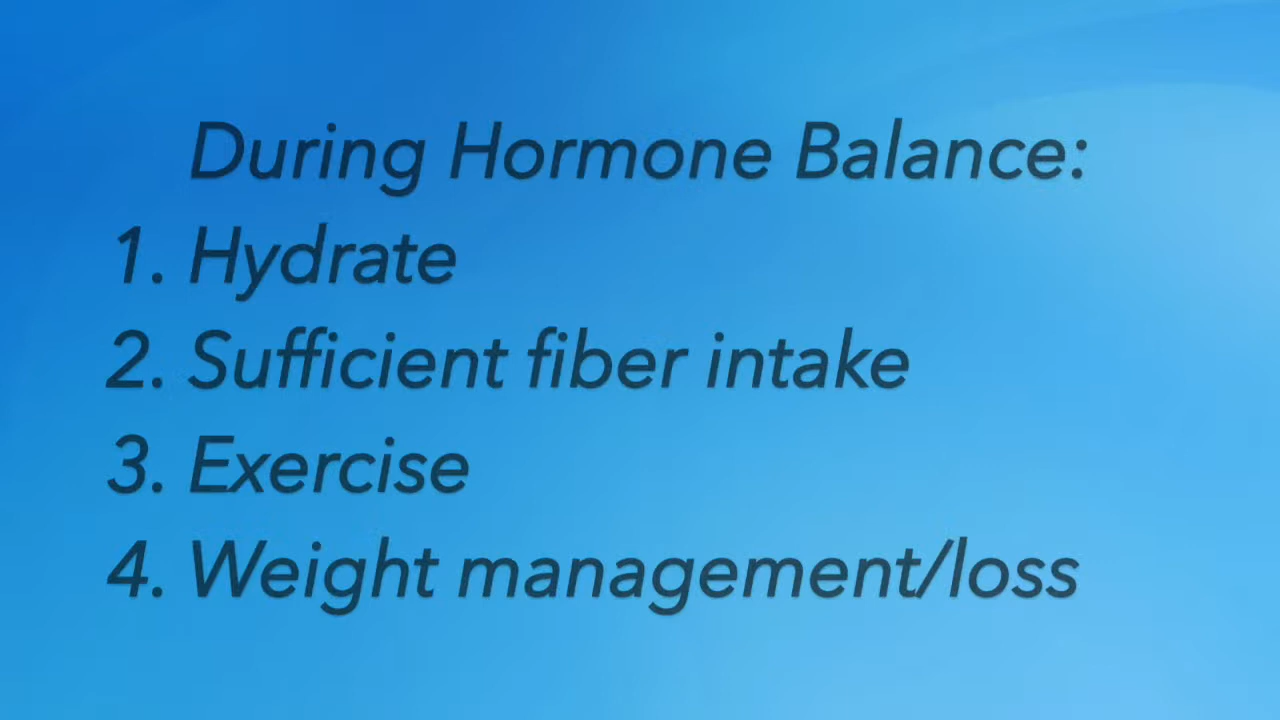 During Hormone Balance:
1. Hydrate
2. Sufficient fiber intake
3. Exercise
4. Weight management/loss